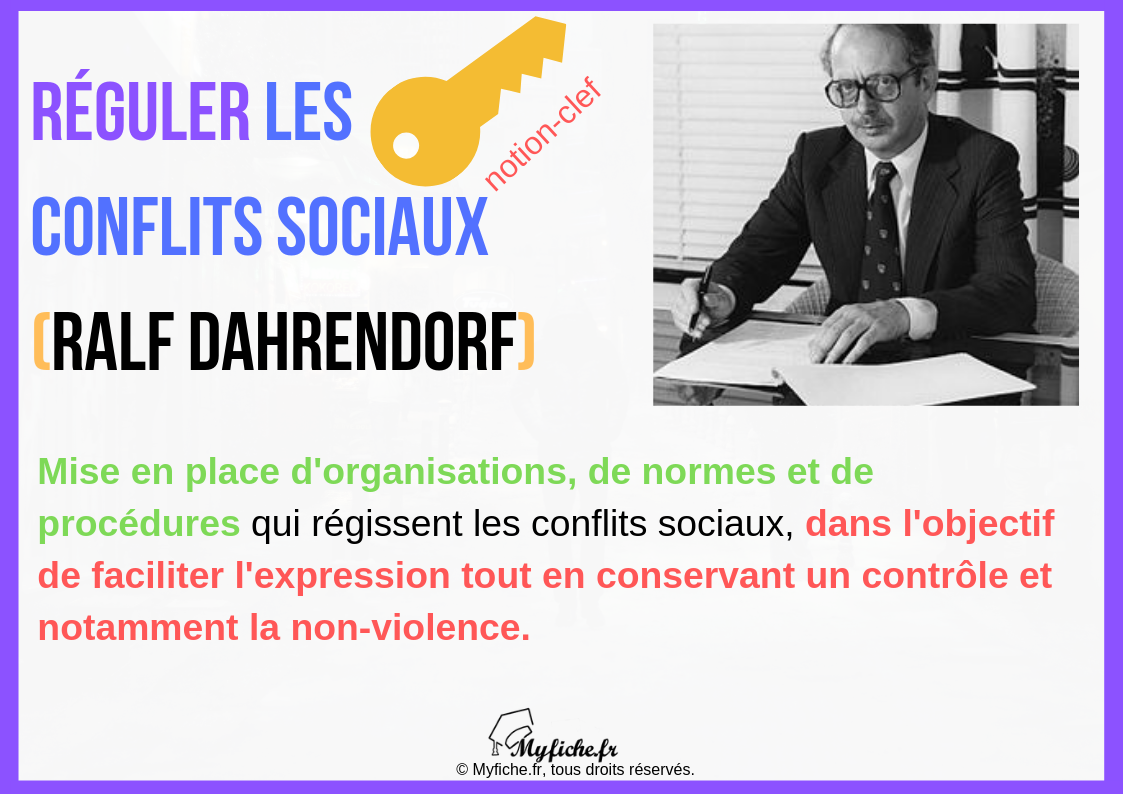 RÉGULER LES
notion-clef
CONFLITS SOCIAUX
(RALF DAHRENDORF)
Mise en place d'organisations, de normes et de
procédures qui régissent les conflits sociaux, dans l'objectif
de faciliter l'expression tout en conservant un contrôle et
notamment la non-violence.
Myfiche.fr
© Myfiche.fr, tous droits réservés.